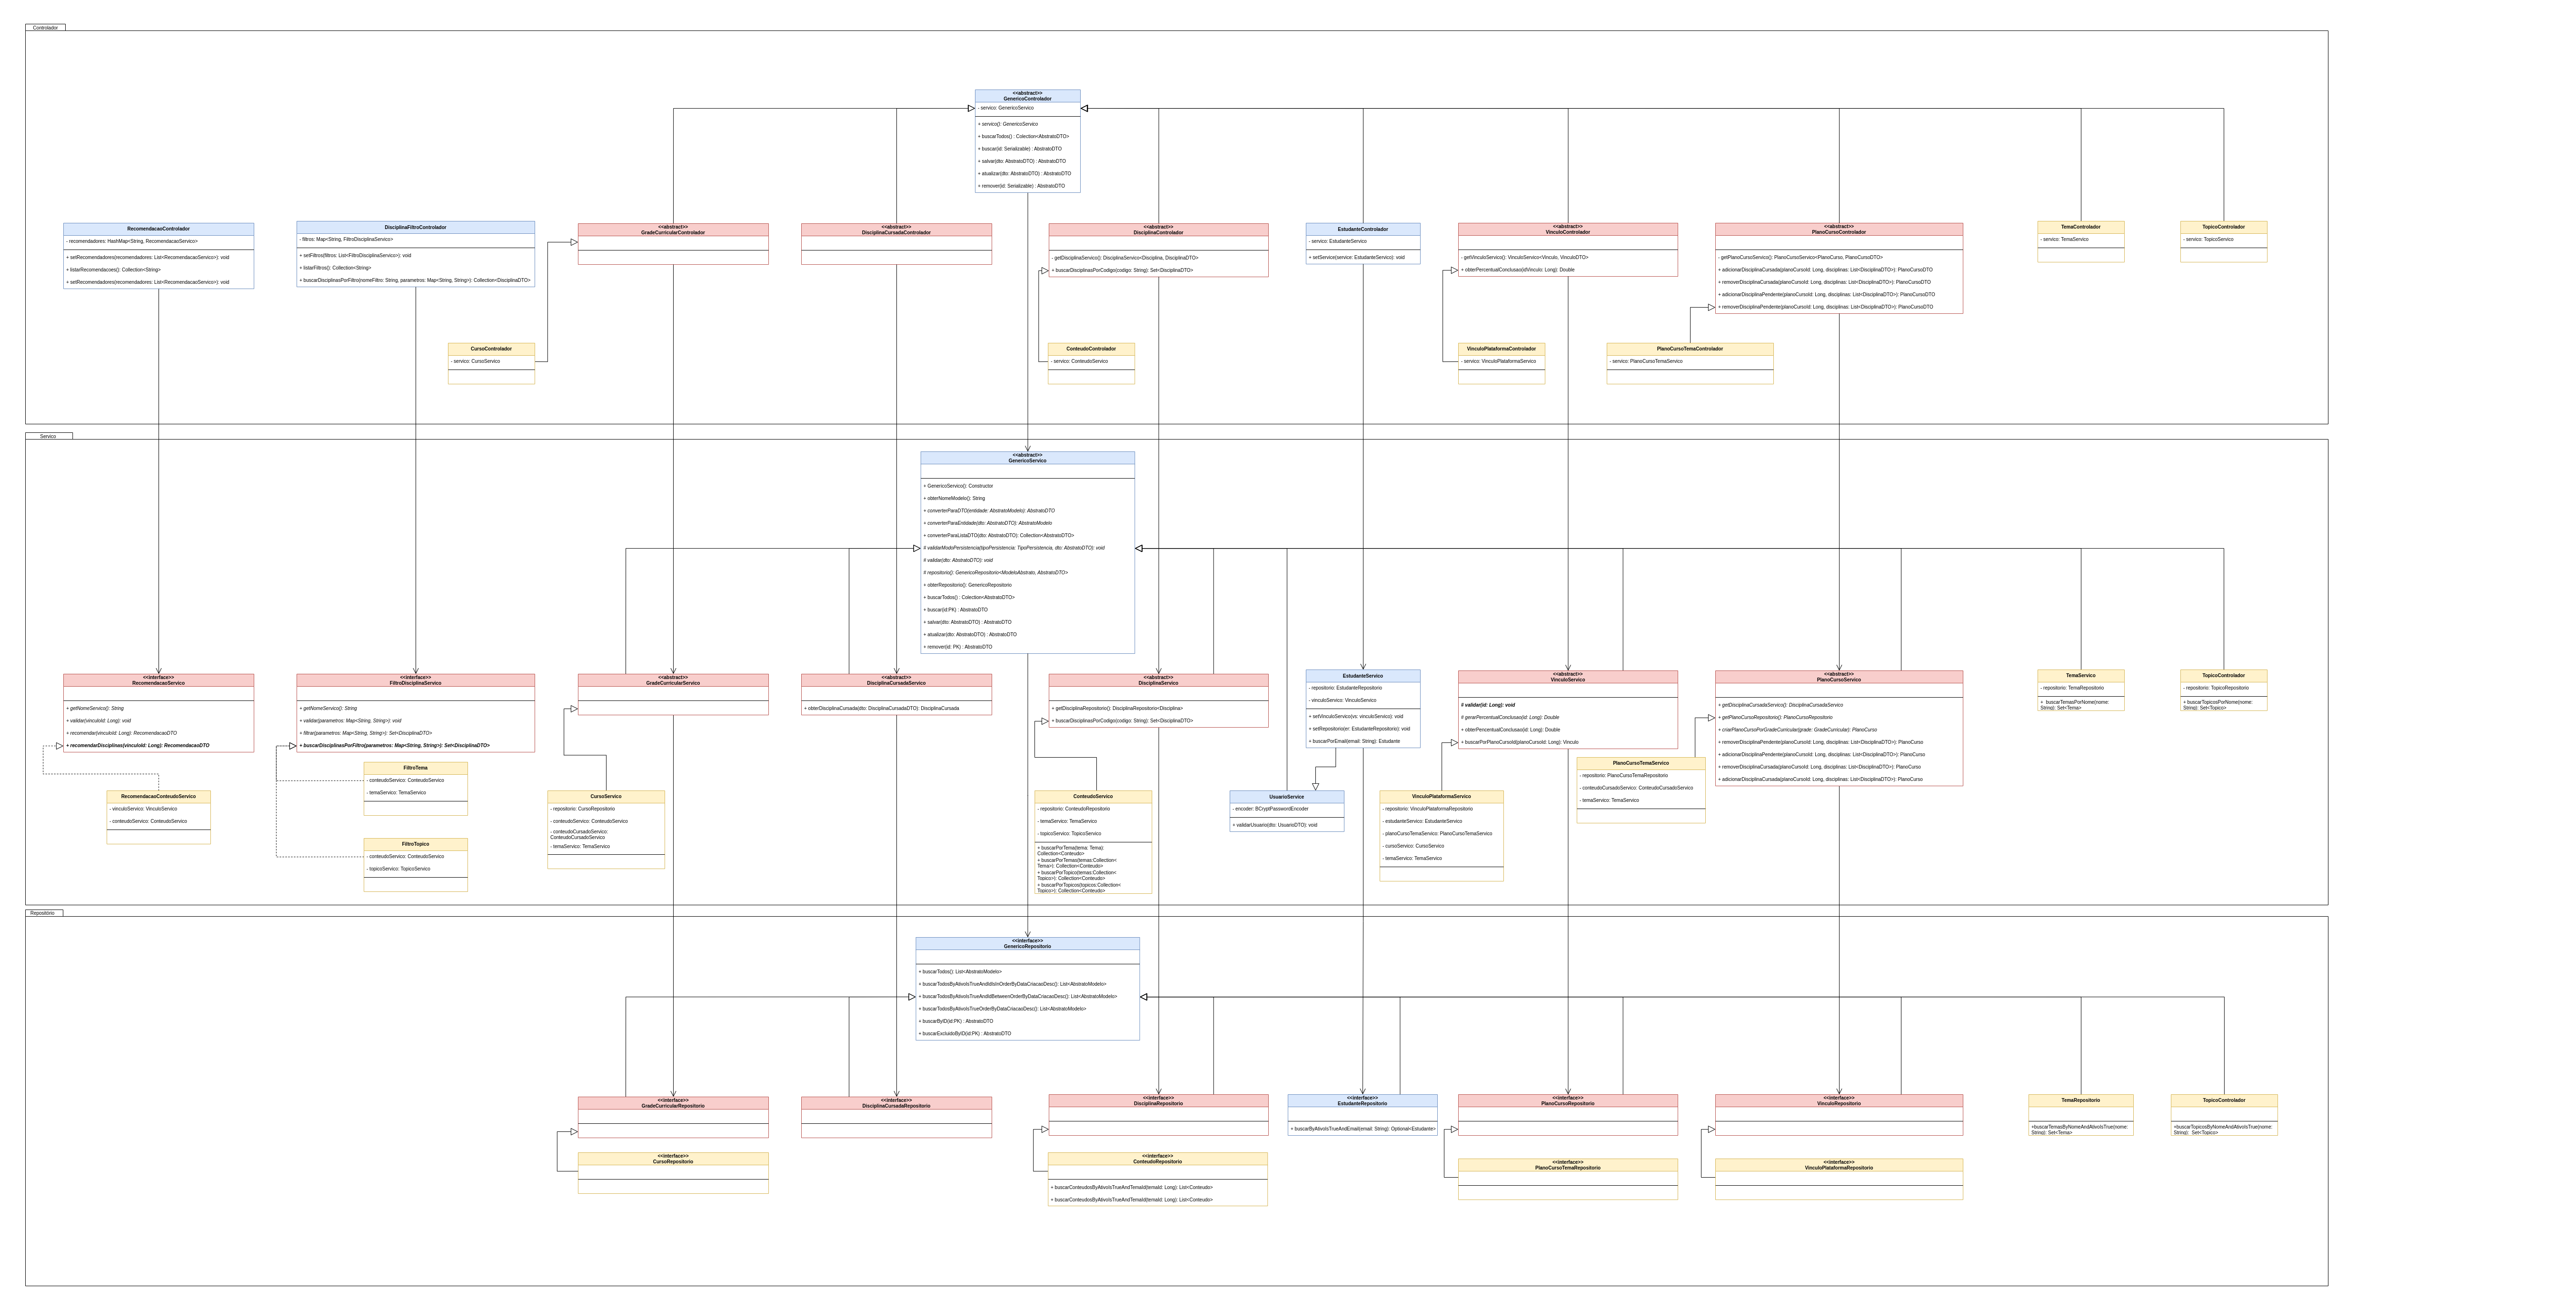 Controlador
<<abstract>>
GenericoControlador
- servico: GenericoServico
+ servico(): GenericoServico
+ buscarTodos() : Colection<AbstratoDTO>
+ buscar(id: Serializable) : AbstratoDTO
+ salvar(dto: AbstratoDTO) : AbstratoDTO
+ atualizar(dto: AbstratoDTO) : AbstratoDTO
+ remover(id: Serializable) : AbstratoDTO
RecomendacaoControlador
- recomendadores: HashMap<String, RecomendacaoServico>
+ setRecomendadores(recomendadores: List<RecomendacaoServico>): void
+ listarRecomendacoes(): Collection<String>
+ setRecomendadores(recomendadores: List<RecomendacaoServico>): void
DisciplinaFiltroControlador
- filtros: Map<String, FiltroDisciplinaServico>
+ setFiltros(filtros: List<FiltroDisciplinaServico>): void
+ listarFiltros(): Collection<String>
+ buscarDisciplinasPorFiltro(nomeFiltro: String, parametros: Map<String, String>): Collection<DisciplinaDTO>
<<abstract>>
GradeCurricularControlador
<<abstract>>
DisciplinaCursadaControlador
<<abstract>>
DisciplinaControlador
- getDisciplinaServico(): DisciplinaServico<Disciplina, DisciplinaDTO>
+ buscarDisciplinasPorCodigo(codigo: String): Set<DisciplinaDTO>
EstudanteControlador
- servico: EstudanteServico
+ setService(service: EstudanteServico): void
<<abstract>>
VinculoControlador
- getVinculoServico(): VinculoServico<Vinculo, VinculoDTO>
+ obterPercentualConclusao(idVinculo: Long): Double
<<abstract>>
PlanoCursoControlador
- getPlanoCursoServico(): PlanoCursoServico<PlanoCurso, PlanoCursoDTO>
+ adicionarDisciplinaCursada(planoCursoId: Long, disciplinas: List<DisciplinaDTO>): PlanoCursoDTO
+ removerDisciplinaCursada(planoCursoId: Long, disciplinas: List<DisciplinaDTO>): PlanoCursoDTO
+ adicionarDisciplinaPendente(planoCursoId: Long, disciplinas: List<DisciplinaDTO>): PlanoCursoDTO
+ removerDisciplinaPendente(planoCursoId: Long, disciplinas: List<DisciplinaDTO>): PlanoCursoDTO
TemaControlador
- servico: TemaServico
TopicoControlador
- servico: TopicoServico
CursoControlador
- servico: CursoServico
ConteudoControlador
- servico: ConteudoServico
VinculoPlataformaControlador
- servico: VinculoPlataformaServico
PlanoCursoTemaControlador
- servico: PlanoCursoTemaServico
Servico
<<abstract>>
GenericoServico
+ GenericoServico(): Constructor
+ obterNomeModelo(): String
+ converterParaDTO(entidade: AbstratoModelo): AbstratoDTO
+ converterParaEntidade(dto: AbstratoDTO): AbstratoModelo
+ converterParaListaDTO(dto: AbstratoDTO): Collection<AbstratoDTO>
# validarModoPersistencia(tipoPersistencia: TipoPersistencia, dto: AbstratoDTO): void
# validar(dto: AbstratoDTO): void
# repositorio(): GenericoRepositorio<ModeloAbstrato, AbstratoDTO>
+ obterRepositorio(): GenericoRepositorio
+ buscarTodos() : Colection<AbstratoDTO>
+ buscar(id:PK) : AbstratoDTO
+ salvar(dto: AbstratoDTO) : AbstratoDTO
+ atualizar(dto: AbstratoDTO) : AbstratoDTO
+ remover(id: PK) : AbstratoDTO
<<interface>>
RecomendacaoServico
+ getNomeServico(): String
+ validar(vinculoId: Long): void
+ recomendar(vinculoId: Long): RecomendacaoDTO
+ recomendarDisciplinas(vinculoId: Long): RecomendacaoDTO
<<interface>>
FiltroDisciplinaServico
+ getNomeServico(): String
+ validar(parametros: Map<String, String>): void
+ filtrar(parametros: Map<String, String>): Set<DisciplinaDTO>
+ buscarDisciplinasPorFiltro(parametros: Map<String, String>): Set<DisciplinaDTO>
<<abstract>>
GradeCurricularServico
<<abstract>>
DisciplinaCursadaServico
+ obterDisciplinaCursada(dto: DisciplinaCursadaDTO): DisciplinaCursada
<<abstract>>
DisciplinaServico
+ getDisciplinaRepositorio(): DisciplinaRepositorio<Disciplina>
+ buscarDisciplinasPorCodigo(codigo: String): Set<DisciplinaDTO>
EstudanteServico
- repositorio: EstudanteRepositorio
- vinculoServico: VinculoServico
+ setVinculoServico(vs: vinculoServico): void
+ setRepositorio(er: EstudanteRepositorio): void
+ buscarPorEmail(email: String): Estudante
<<abstract>>
VinculoServico
# validar(id: Long): void
# gerarPercentualConclusao(id: Long): Double
+ obterPercentualConclusao(id: Long): Double
+ buscarPorPlanoCursoId(planoCursoId: Long): Vinculo
<<abstract>>
PlanoCursoServico
+ getDisciplinaCursadaServico(): DisciplinaCursadaServico
+ getPlanoCursoRepositorio(): PlanoCursoRepositorio
+ criarPlanoCursoPorGradeCurricular(grade: GradeCurricular): PlanoCurso
+ removerDisciplinaPendente(planoCursoId: Long, disciplinas: List<DisciplinaDTO>): PlanoCurso
+ adicionarDisciplinaPendente(planoCursoId: Long, disciplinas: List<DisciplinaDTO>): PlanoCurso
+ removerDisciplinaCursada(planoCursoId: Long, disciplinas: List<DisciplinaDTO>): PlanoCurso
+ adicionarDisciplinaCursada(planoCursoId: Long, disciplinas: List<DisciplinaDTO>): PlanoCurso
TemaServico
- repositorio: TemaRepositorio
+ buscarTemasPorNome(nome:
String): Set<Tema>
TopicoControlador
- repositorio: TopicoRepositorio
+ buscarTopicosPorNome(nome:
String): Set<Topico>
RecomendacaoConteudoServico
- vinculoServico: VinculoServico
- conteudoServico: ConteudoServico
FiltroTema
- conteudoServico: ConteudoServico
- temaServico: TemaServico
FiltroTopico
- conteudoServico: ConteudoServico
- topicoServico: TopicoServico
CursoServico
- repositorio: CursoRepositorio
- conteudoServico: ConteudoServico
- conteudoCursadoServico:
ConteudoCursadoServico
- temaServico: TemaServico
ConteudoServico
- repositorio: ConteudoRepositorio
- temaServico: TemaServico
- topicoServico: TopicoServico
+ buscarPorTema(tema: Tema):
Collection<Conteudo>
+ buscarPorTemas(temas:Collection<
Tema>): Collection<Conteudo>
+ buscarPorTopico(temas:Collection<
Topico>): Collection<Conteudo>
+ buscarPorTopicos(topicos:Collection<
Topico>): Collection<Conteudo>
UsuarioService
- encoder: BCryptPasswordEncoder
+ validarUsuario(dto: UsuarioDTO): void
VinculoPlataformaServico
- repositorio: VinculoPlataformaRepositorio
- estudanteServico: EstudanteServico
- planoCursoTemaServico: PlanoCursoTemaServico
- cursoServico: CursoServico
- temaServico: TemaServico
PlanoCursoTemaServico
- repositorio: PlanoCursoTemaRepositorio
- conteudoCursadoServico: ConteudoCursadoServico
- temaServico: TemaServico
Repositório
<<interface>>
GenericoRepositorio
+ buscarTodos(): List<AbstratoModelo>
+ buscarTodosByAtivoIsTrueAndIdIsInOrderByDataCriacaoDesc(): List<AbstratoModelo>
+ buscarTodosByAtivoIsTrueAndIdBetweenOrderByDataCriacaoDesc(): List<AbstratoModelo>
+ buscarTodosByAtivoIsTrueOrderByDataCriacaoDesc(): List<AbstratoModelo>
+ buscarByID(id:PK) : AbstratoDTO
+ buscarExcluidoByID(id:PK) : AbstratoDTO
<<interface>>
GradeCurricularRepositorio
<<interface>>
DisciplinaCursadaRepositorio
<<interface>>
DisciplinaRepositorio
<<interface>>
EstudanteRepositorio
+ buscarByAtivoIsTrueAndEmail(email: String): Optional<Estudante>
<<interface>>
PlanoCursoRepositorio
<<interface>>
VinculoRepositorio
TemaRepositorio
+buscarTemasByNomeAndAtivoIsTrue(nome:
String): Set<Tema>
TopicoControlador
+buscarTopicosByNomeAndAtivoIsTrue(nome:
String): Set<Topico>
<<interface>>
CursoRepositorio
<<interface>>
ConteudoRepositorio
+ buscarConteudosByAtivoIsTrueAndTemaId(temaId: Long): List<Conteudo>
+ buscarConteudosByAtivoIsTrueAndTemaId(temaId: Long): List<Conteudo>
<<interface>>
PlanoCursoTemaRepositorio
<<interface>>
VinculoPlataformaRepositorio